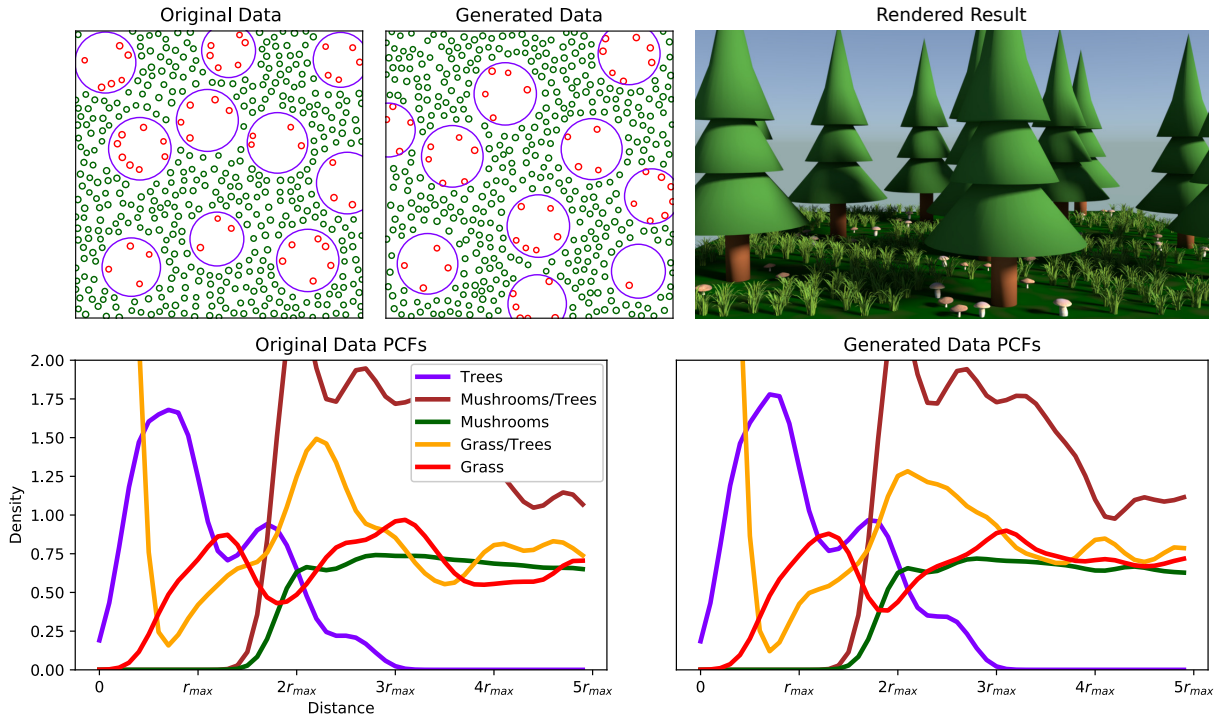 Original Data
Generated Data
Rendered Result
Original Data PCFs
Generated Data PCFs
Density
2.00
1.75
1.50
1.25
1.00
0.75
0.50
0.25
0.00
Trees
Mushrooms/Trees
Mushrooms
Grass/Trees
Grass
0 r_max 2r_max 3r_max 4r_max 5r_max
0 r_max 2r_max 3r_max 4r_max 5r_max
Distance